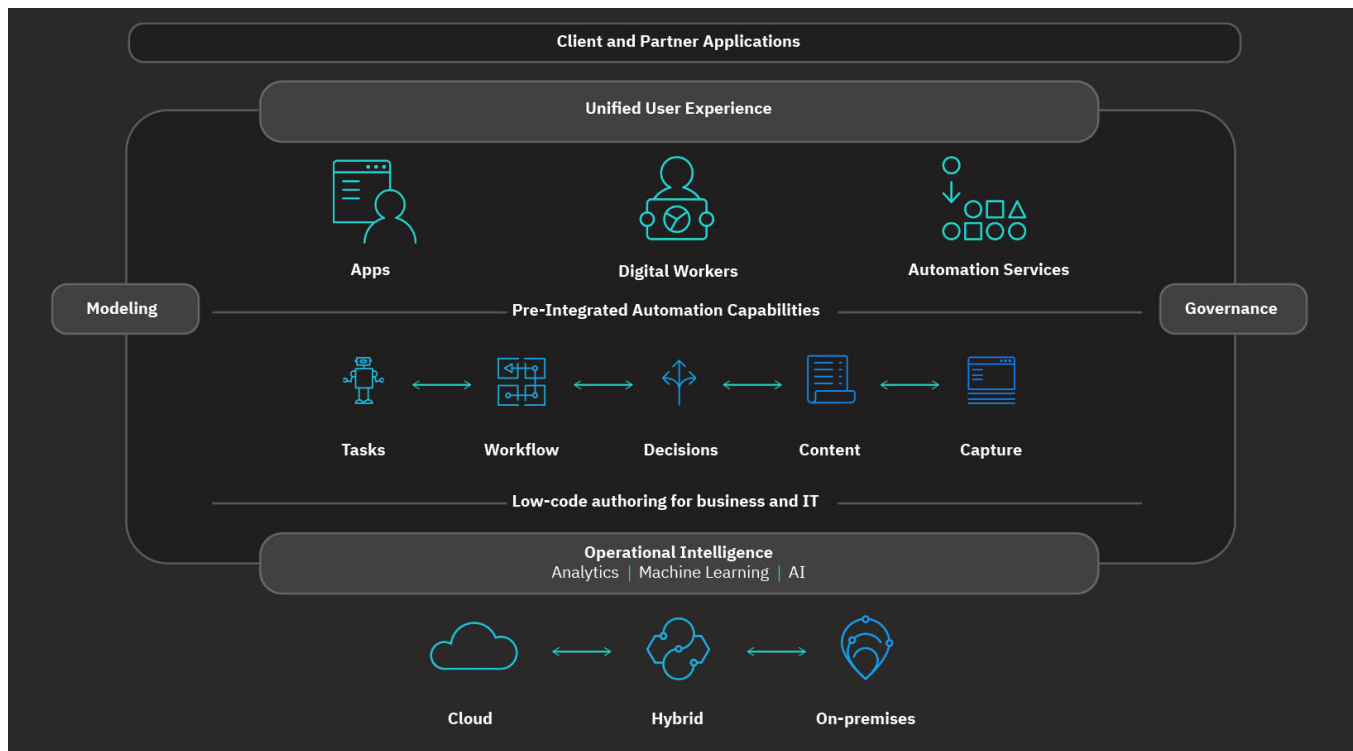 Client and Partner Applications
Unified User Experience
Apps
Digital Workers
Automation Services
Modeling
Pre-Integrated Automation Capabilities
Governance
Tasks
Workflow
Decisions
Content
Capture
Low-code authoring for business and IT
Operational Intelligence
Analytics | Machine Learning | AI
Cloud
Hybrid
On-premises